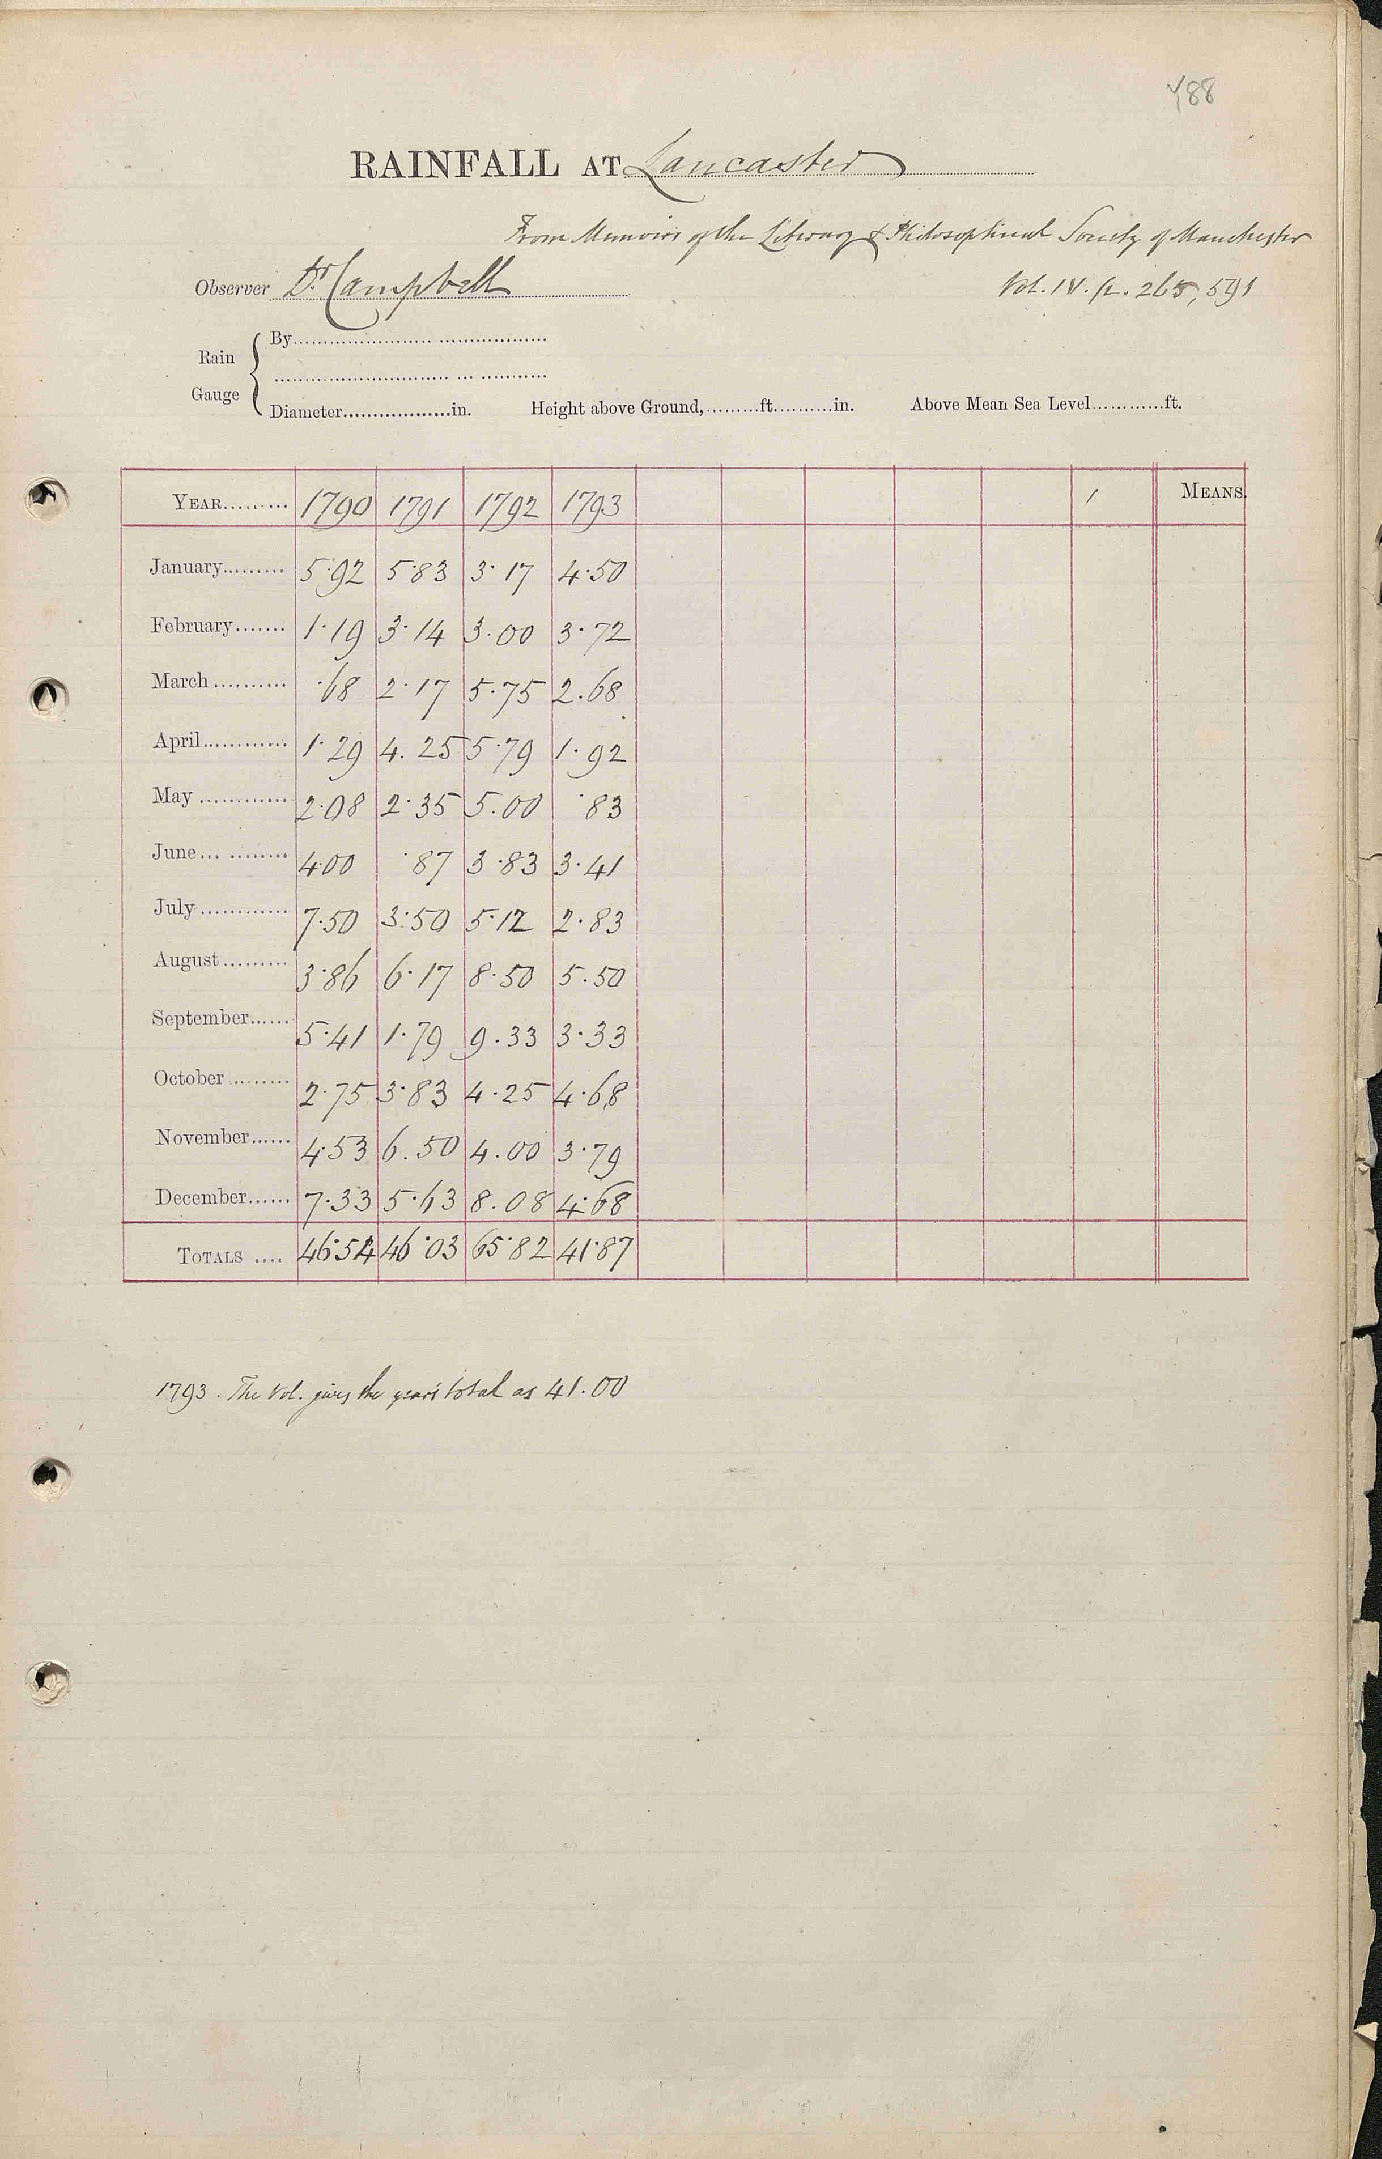 488
RAINFALL AT Lancaster
From Memoirs of the Literary & Philosophical Society of Manchester
Observer Dr Campbell
Vol. IV. p. 265, 591
Rain Gauge
By
Diameter in. Height above Ground, ft. in. Above Mean Sea Level ft.
YEAR 1790 1791 1792 1793 MEANS.
January 5.92 5.83 3.17 4.50
February 1.19 3.14 3.00 3.72
March .68 2.17 5.75 2.68
April 1.29 4.25 5.79 1.92
May 2.08 2.35 5.00 .83
June 4.00 .87 3.83 3.41
July 7.50 3.50 5.12 2.83
August 3.86 6.17 8.50 5.50
September 5.41 1.79 9.33 3.33
October 2.75 3.83 4.25 4.68
November 4.53 6.50 4.00 3.79
December 7.33 5.63 8.08 4.68
TOTALS 46.54 46.03 65.82 41.87
1793. The Vol. gives the year's total as 41.00